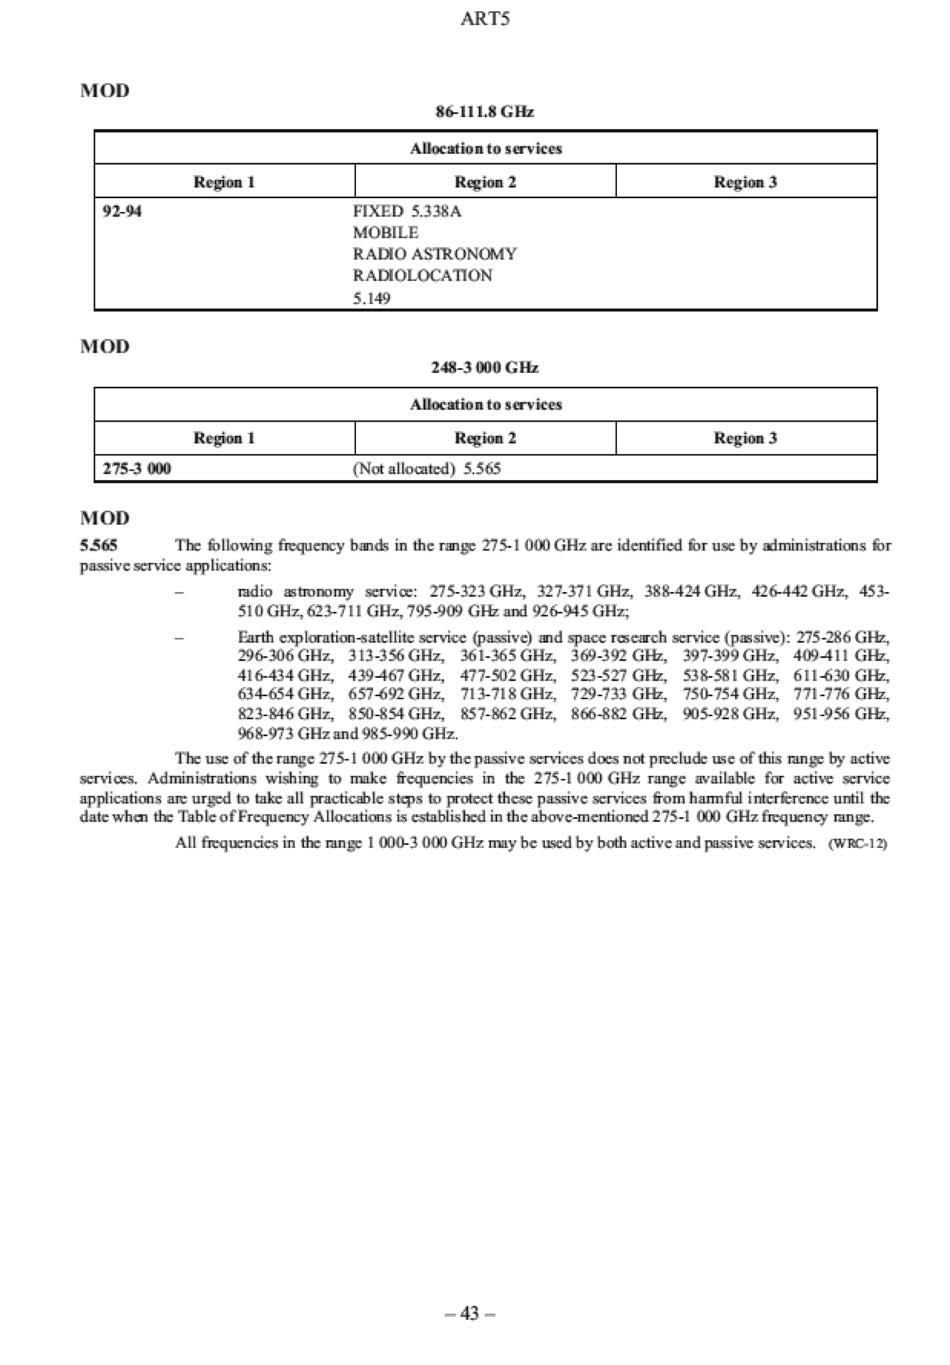 ART5
MOD
86-111.8 GHz
Allocation to services
Region 1 Region 2 Region 3
92-94 FIXED 5.338A
MOBILE
RADIO ASTRONOMY
RADIOLOCATION
5.149
MOD
248-3 000 GHz
Allocation to services
Region 1 Region 2 Region 3
275-3 000 (Not allocated) 5.565
MOD
5.565 The following frequency bands in the range 275-1 000 GHz are identified for use by administrations for
passive service applications:
– radio astronomy service: 275-323 GHz, 327-371 GHz, 388-424 GHz, 426-442 GHz, 453-
510 GHz, 623-711 GHz, 795-909 GHz and 926-945 GHz;
– Earth exploration-satellite service (passive) and space research service (passive): 275-286 GHz,
296-306 GHz, 313-356 GHz, 361-365 GHz, 369-392 GHz, 397-399 GHz, 409-411 GHz,
416-434 GHz, 439-467 GHz, 477-502 GHz, 523-527 GHz, 538-581 GHz, 611-630 GHz,
634-654 GHz, 657-692 GHz, 713-718 GHz, 729-733 GHz, 750-754 GHz, 771-776 GHz,
823-846 GHz, 850-854 GHz, 857-862 GHz, 866-882 GHz, 905-928 GHz, 951-956 GHz,
968-973 GHz and 985-990 GHz.
The use of the range 275-1 000 GHz by the passive services does not preclude use of this range by active
services. Administrations wishing to make frequencies in the 275-1 000 GHz range available for active service
applications are urged to take all practicable steps to protect these passive services from harmful interference until the
date when the Table of Frequency Allocations is established in the above-mentioned 275-1 000 GHz frequency range.
All frequencies in the range 1 000-3 000 GHz may be used by both active and passive services. (WRC-12)
– 43 –